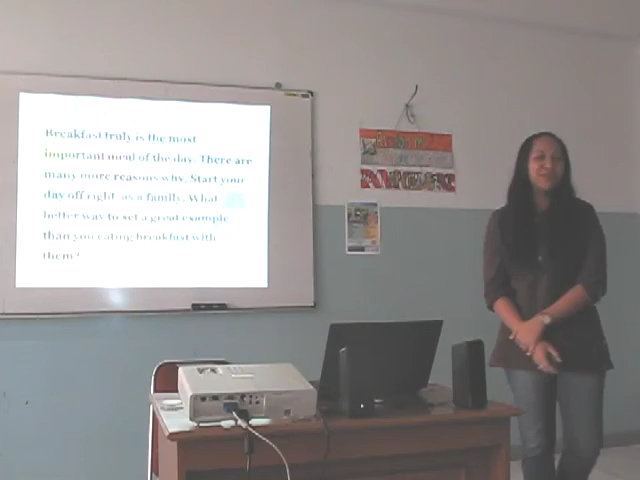 Breakfast truly is the most
important meal of the day. There are
many more reasons why. Start your
day off right as a family. What
better way to set a great example
than you eating breakfast with
them?